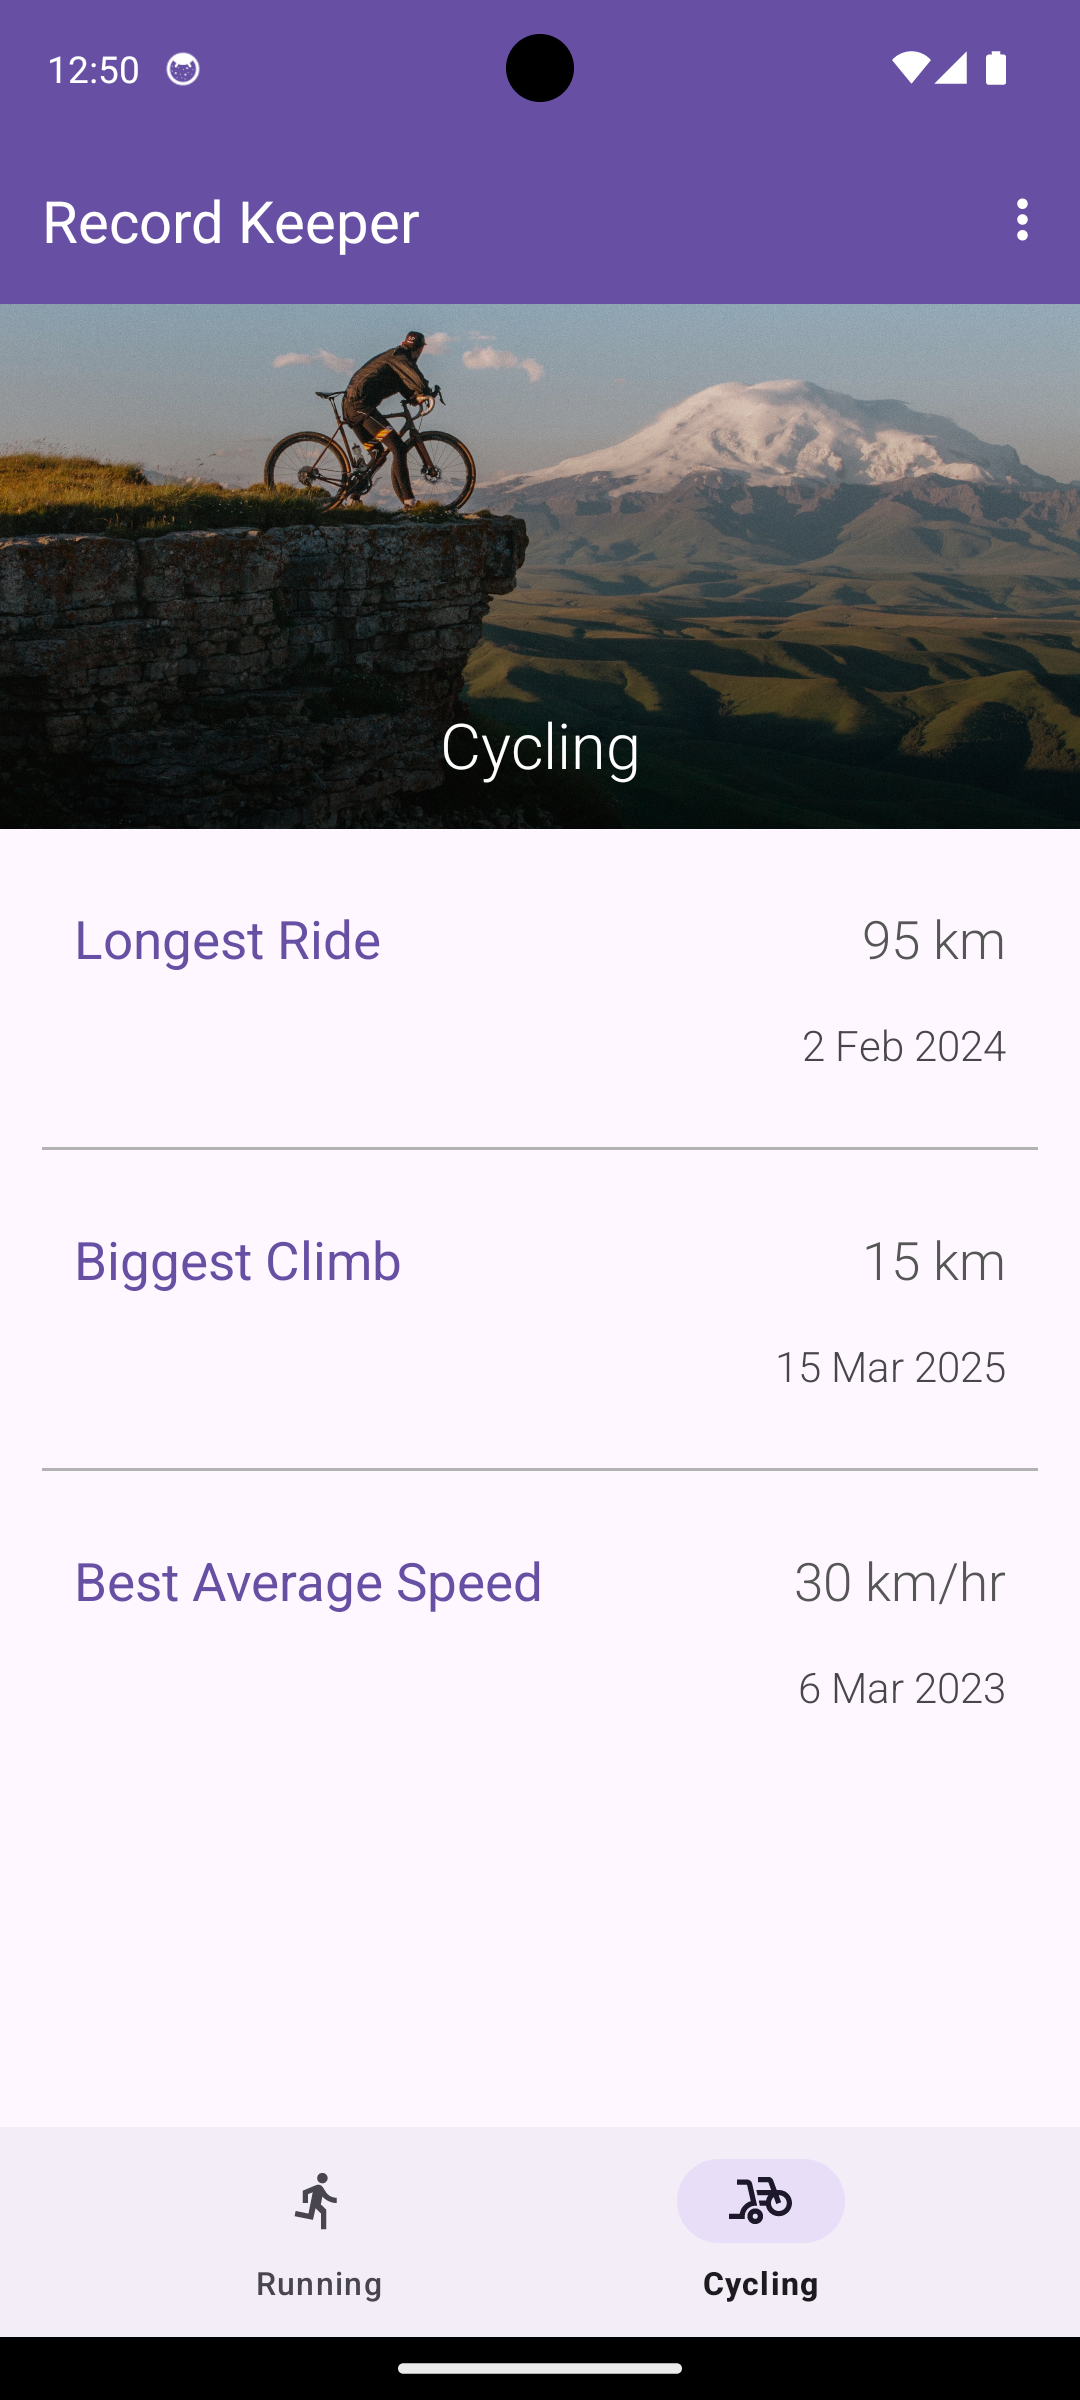 12:50
Record Keeper
Cycling
Longest Ride
95 km
2 Feb 2024
Biggest Climb
15 km
15 Mar 2025
Best Average Speed
30 km/hr
6 Mar 2023
Running
Cycling